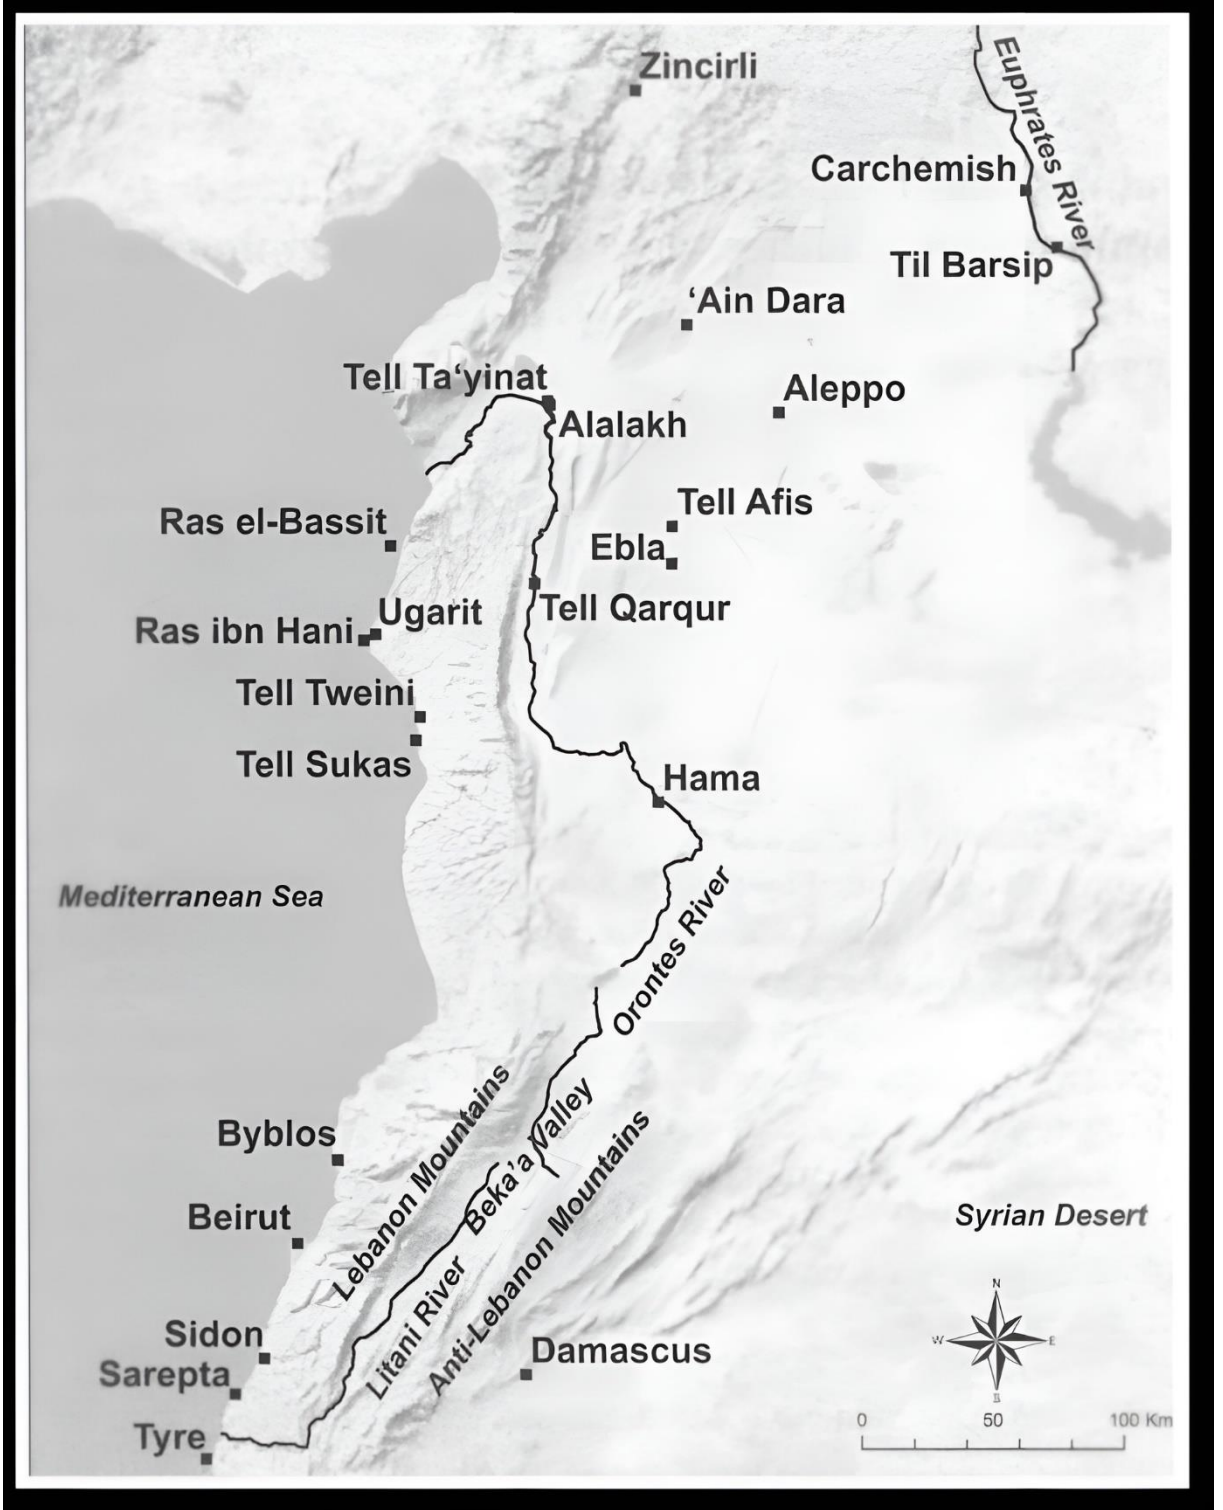 Zincirli
Euphrates River
Carchemish
Til Barsip
‘Ain Dara
Tell Ta‘yinat
Aleppo
Alalakh
Tell Afis
Ras el-Bassit
Ebla
Tell Qarqur
Ugarit
Ras ibn Hani
Tell Tweini
Tell Sukas
Hama
Mediterranean Sea
Orontes River
Lebanon Mountains
Beka’a Valley
Byblos
Anti-Lebanon Mountains
Beirut
Syrian Desert
Litani River
N
W
E
S
Sidon
Damascus
Sarepta
Tyre
0 50 100 Km